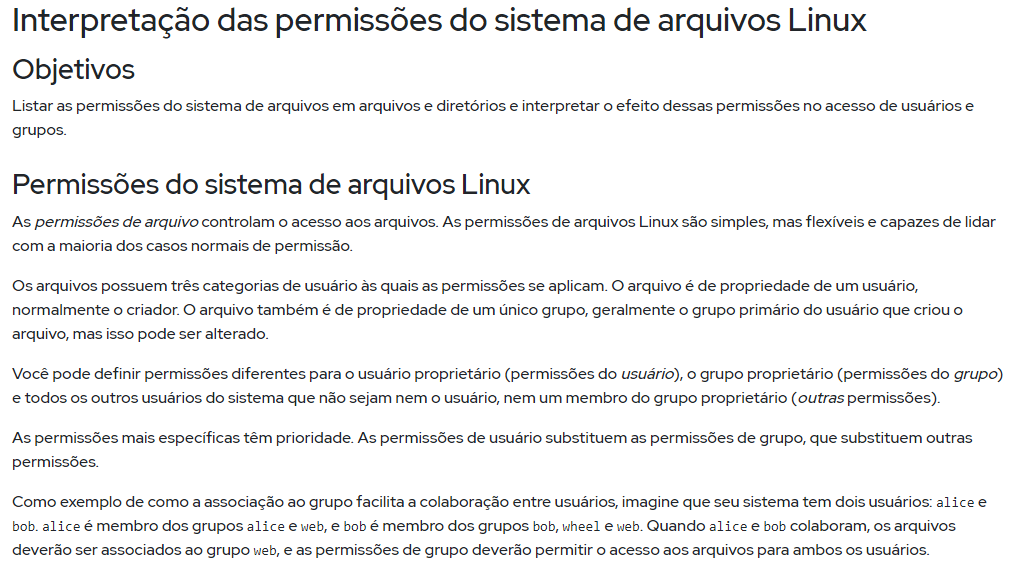 Interpretação das permissões do sistema de arquivos Linux
Objetivos
Listar as permissões do sistema de arquivos em arquivos e diretórios e interpretar o efeito dessas permissões no acesso de usuários e
grupos.
Permissões do sistema de arquivos Linux
As permissões de arquivo controlam o acesso aos arquivos. As permissões de arquivos Linux são simples, mas flexíveis e capazes de lidar
com a maioria dos casos normais de permissão.
Os arquivos possuem três categorias de usuário às quais as permissões se aplicam. O arquivo é de propriedade de um usuário,
normalmente o criador. O arquivo também é de propriedade de um único grupo, geralmente o grupo primário do usuário que criou o
arquivo, mas isso pode ser alterado.
Você pode definir permissões diferentes para o usuário proprietário (permissões do usuário), o grupo proprietário (permissões do grupo)
e todos os outros usuários do sistema que não sejam nem o usuário, nem um membro do grupo proprietário (outras permissões).
As permissões mais específicas têm prioridade. As permissões de usuário substituem as permissões de grupo, que substituem outras
permissões.
Como exemplo de como a associação ao grupo facilita a colaboração entre usuários, imagine que seu sistema tem dois usuários: alice e
bob. alice é membro dos grupos alice e web, e bob é membro dos grupos bob, wheel e web. Quando alice e bob colaboram, os arquivos
deverão ser associados ao grupo web, e as permissões de grupo deverão permitir o acesso aos arquivos para ambos os usuários.